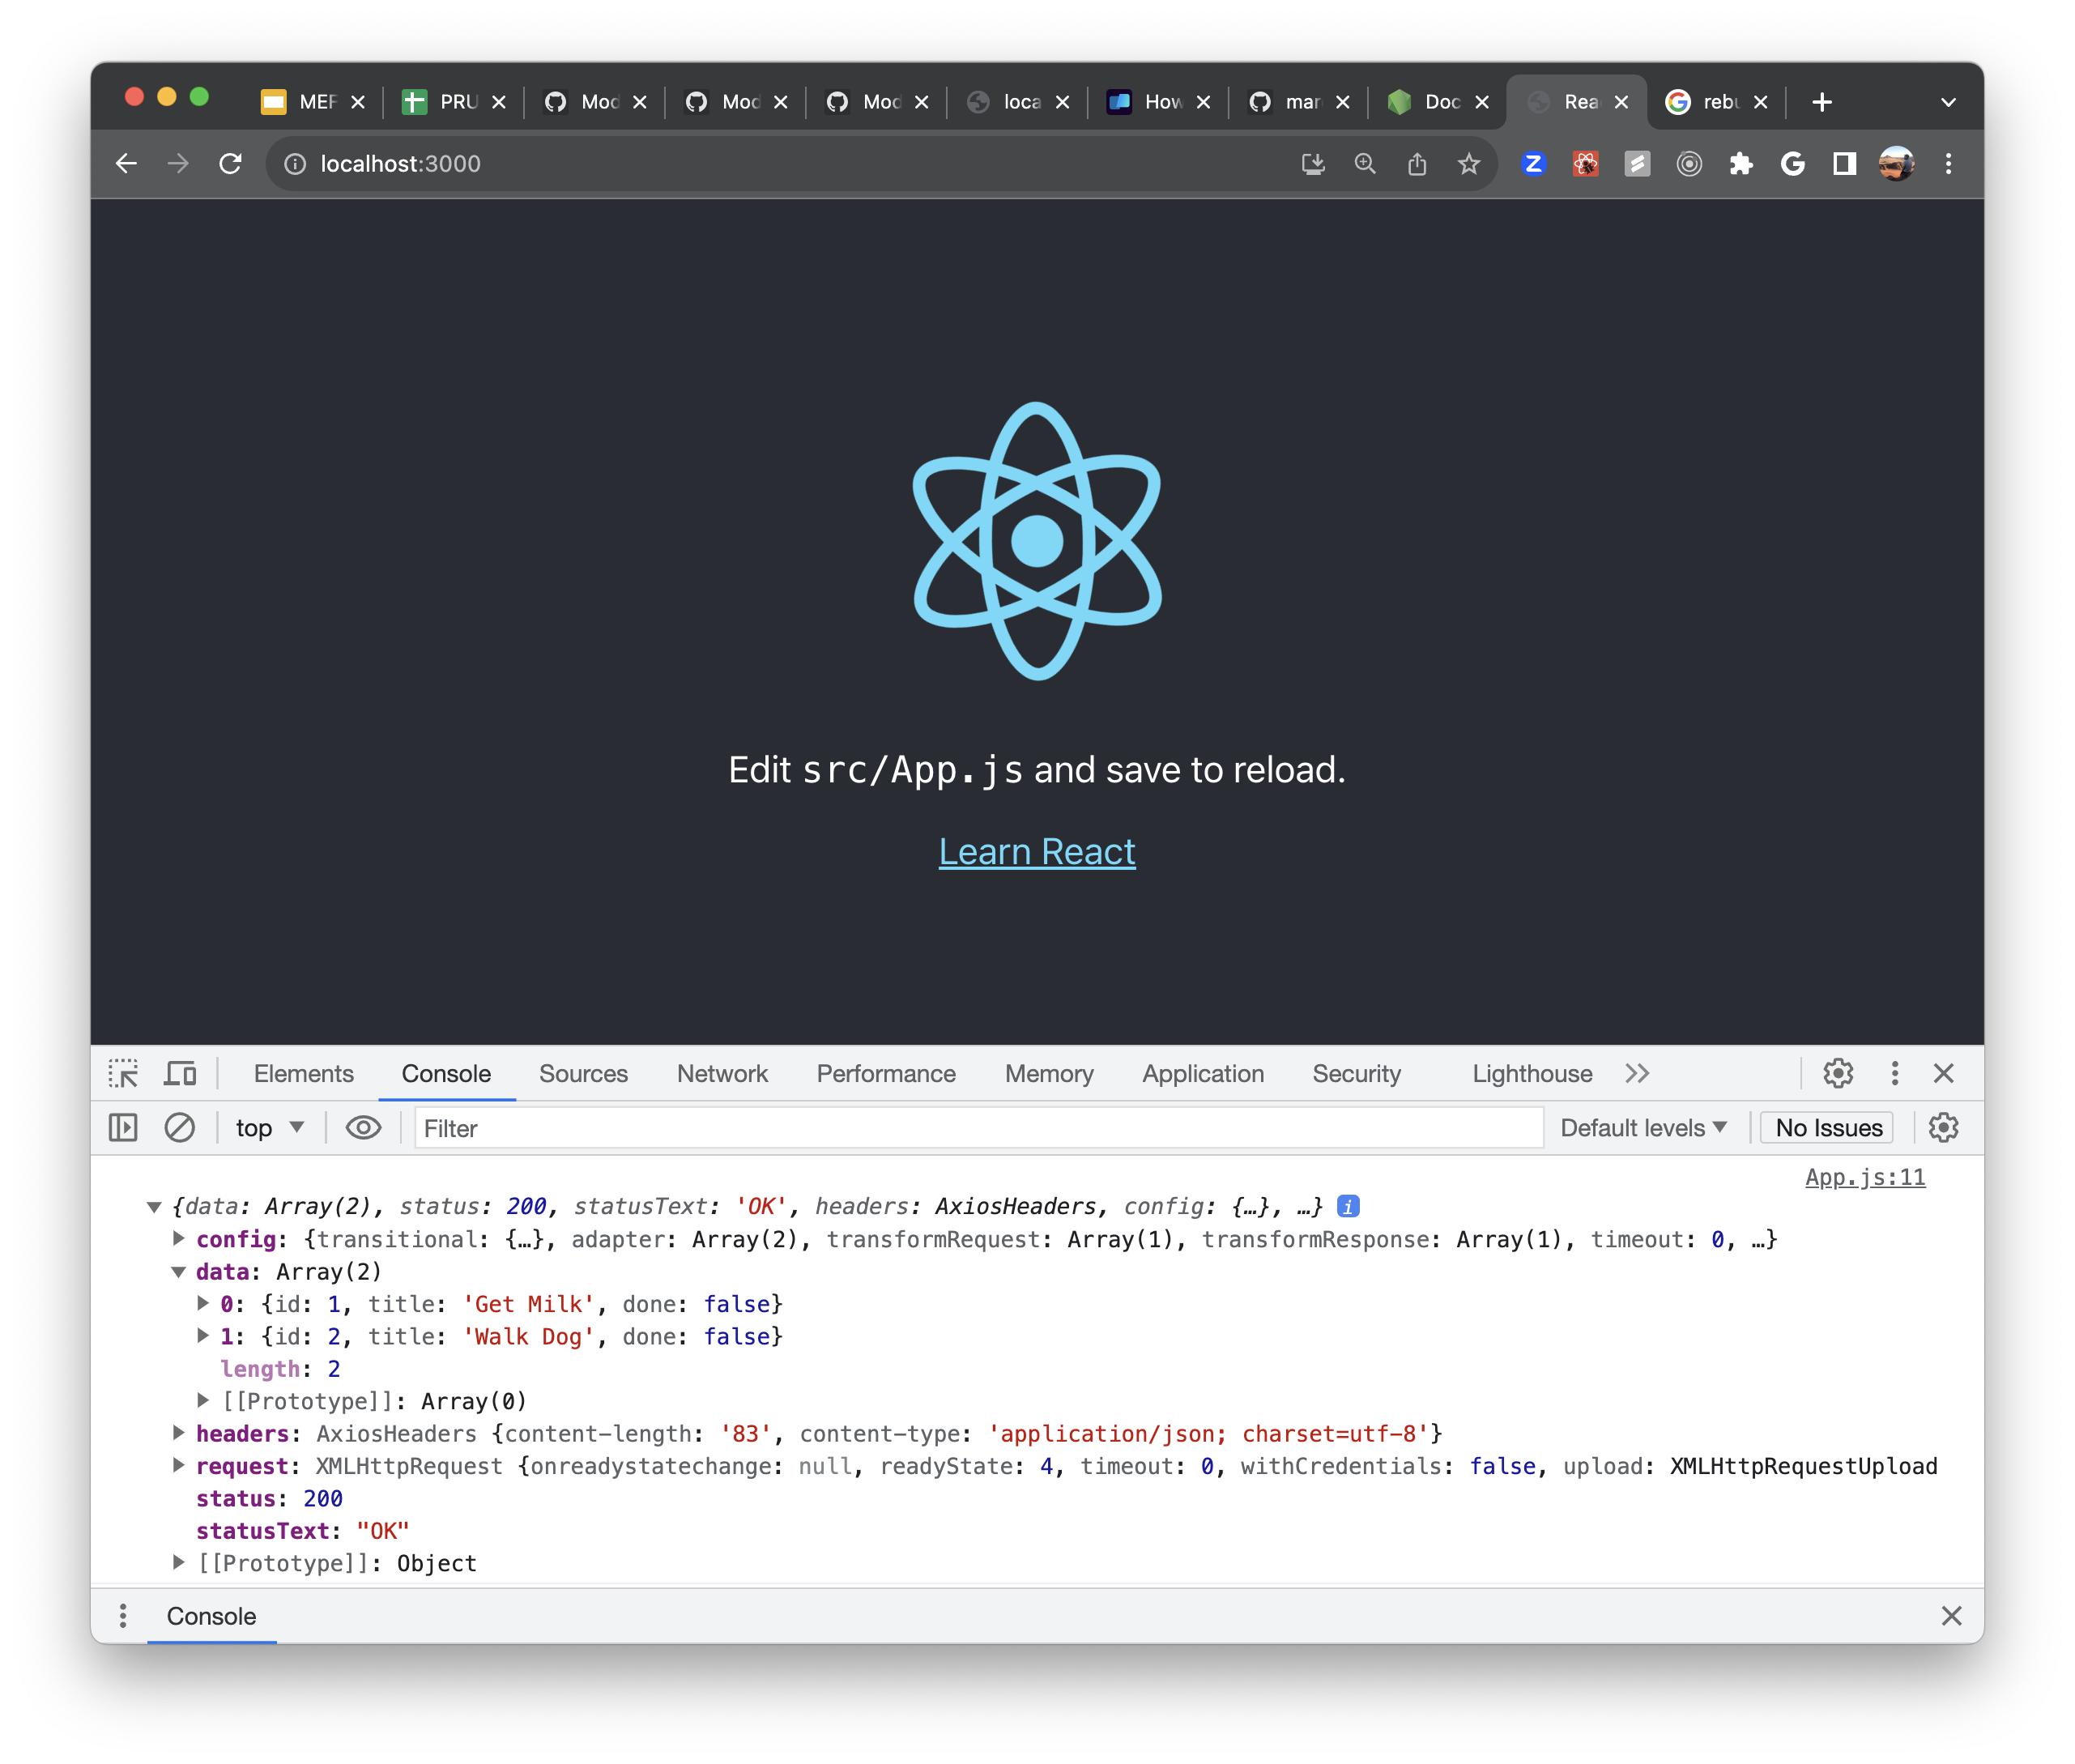 MER PRU Mod Mod Mod loca How mar Doc Rea rebu
localhost:3000
Edit src/App.js and save to reload.
Learn React
Elements Console Sources Network Performance Memory Application Security Lighthouse
top Filter Default levels No Issues
App.js:11
{data: Array(2), status: 200, statusText: 'OK', headers: AxiosHeaders, config: {…}, …}
config: {transitional: {…}, adapter: Array(2), transformRequest: Array(1), transformResponse: Array(1), timeout: 0, …}
data: Array(2)
0: {id: 1, title: 'Get Milk', done: false}
1: {id: 2, title: 'Walk Dog', done: false}
length: 2
[[Prototype]]: Array(0)
headers: AxiosHeaders {content-length: '83', content-type: 'application/json; charset=utf-8'}
request: XMLHttpRequest {onreadystatechange: null, readyState: 4, timeout: 0, withCredentials: false, upload: XMLHttpRequestUpload
status: 200
statusText: "OK"
[[Prototype]]: Object
Console